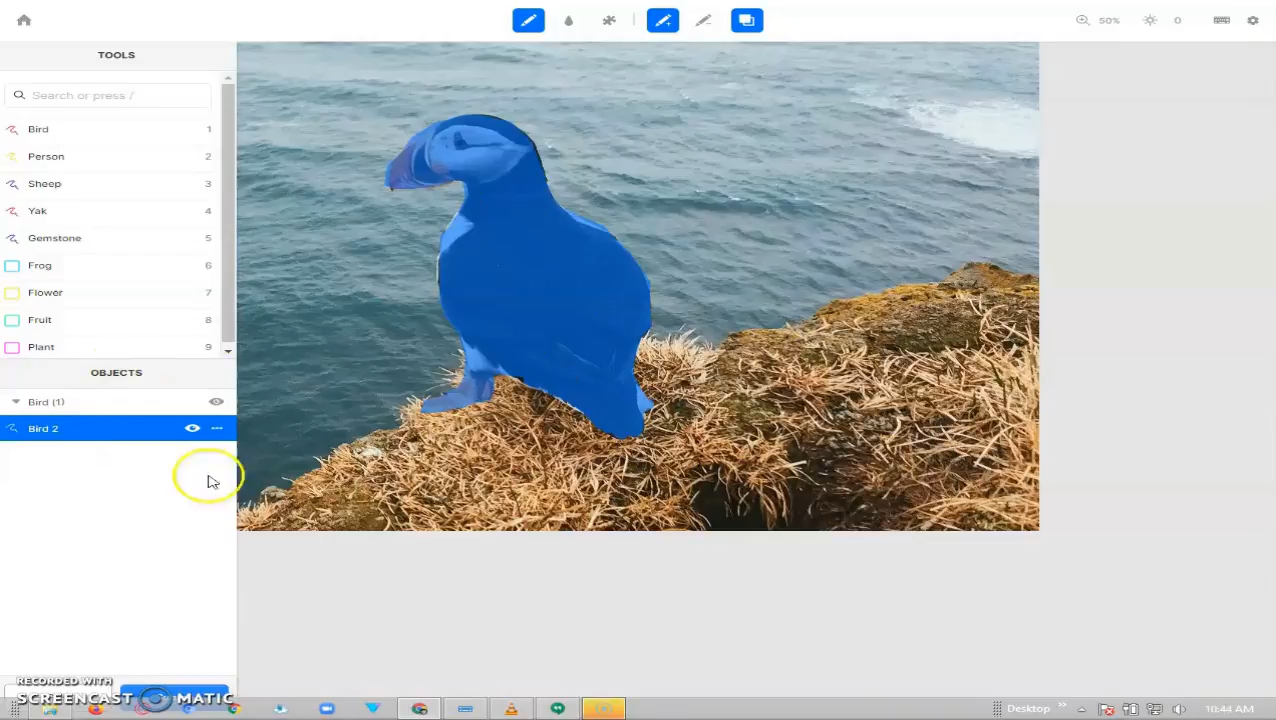 50% 0
TOOLS
Search or press /
Bird 1
Person 2
Sheep 3
Yak 4
Gemstone 5
Frog 6
Flower 7
Fruit 8
Plant 9
OBJECTS
Bird (1)
Bird 2
RECORDED WITH
SCREENCAST MATIC
Desktop 10:44 AM